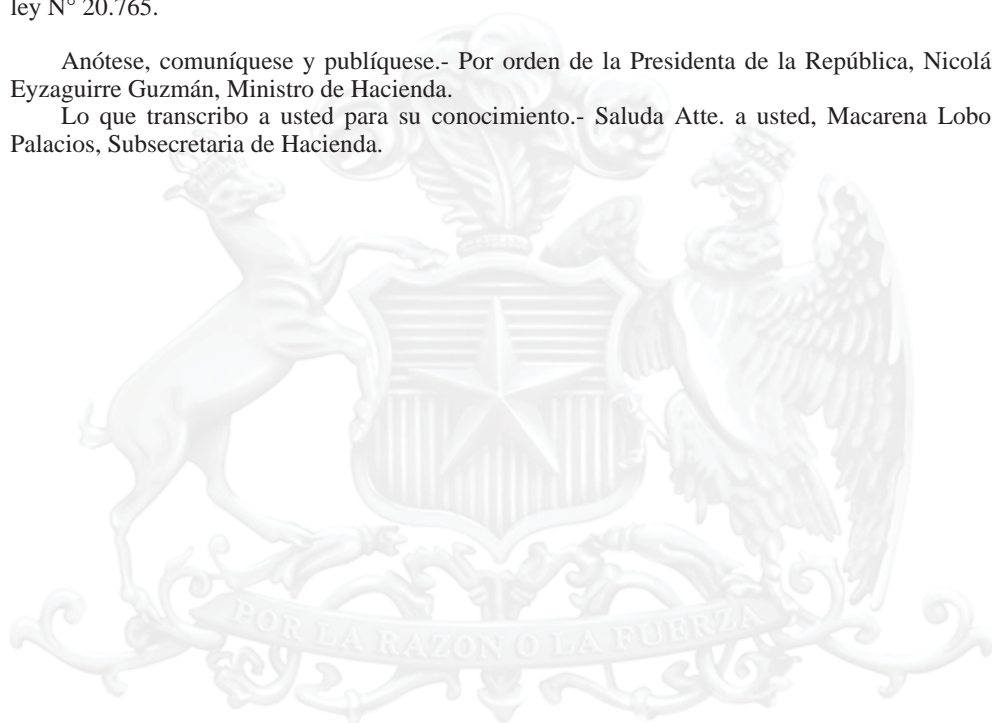 ley N° 20.765.
Anótese, comuníquese y publíquese.- Por orden de la Presidenta de la República, Nicolá
Eyzaguirre Guzmán, Ministro de Hacienda.
Lo que transcribo a usted para su conocimiento.- Saluda Atte. a usted, Macarena Lobo
Palacios, Subsecretaria de Hacienda.
POR LA RAZON O LA FUERZA